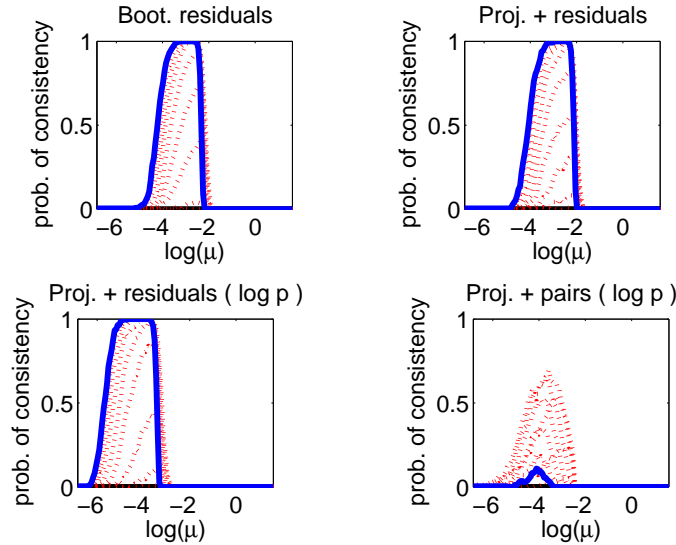 Boot. residuals
prob. of consistency
1
0.5
0
−6 −4 −2 0
log(μ)
Proj. + residuals
prob. of consistency
1
0.5
0
−6 −4 −2 0
log(μ)
Proj. + residuals ( log p )
prob. of consistency
1
0.5
0
−6 −4 −2 0
log(μ)
Proj. + pairs ( log p )
prob. of consistency
1
0.5
0
−6 −4 −2 0
log(μ)